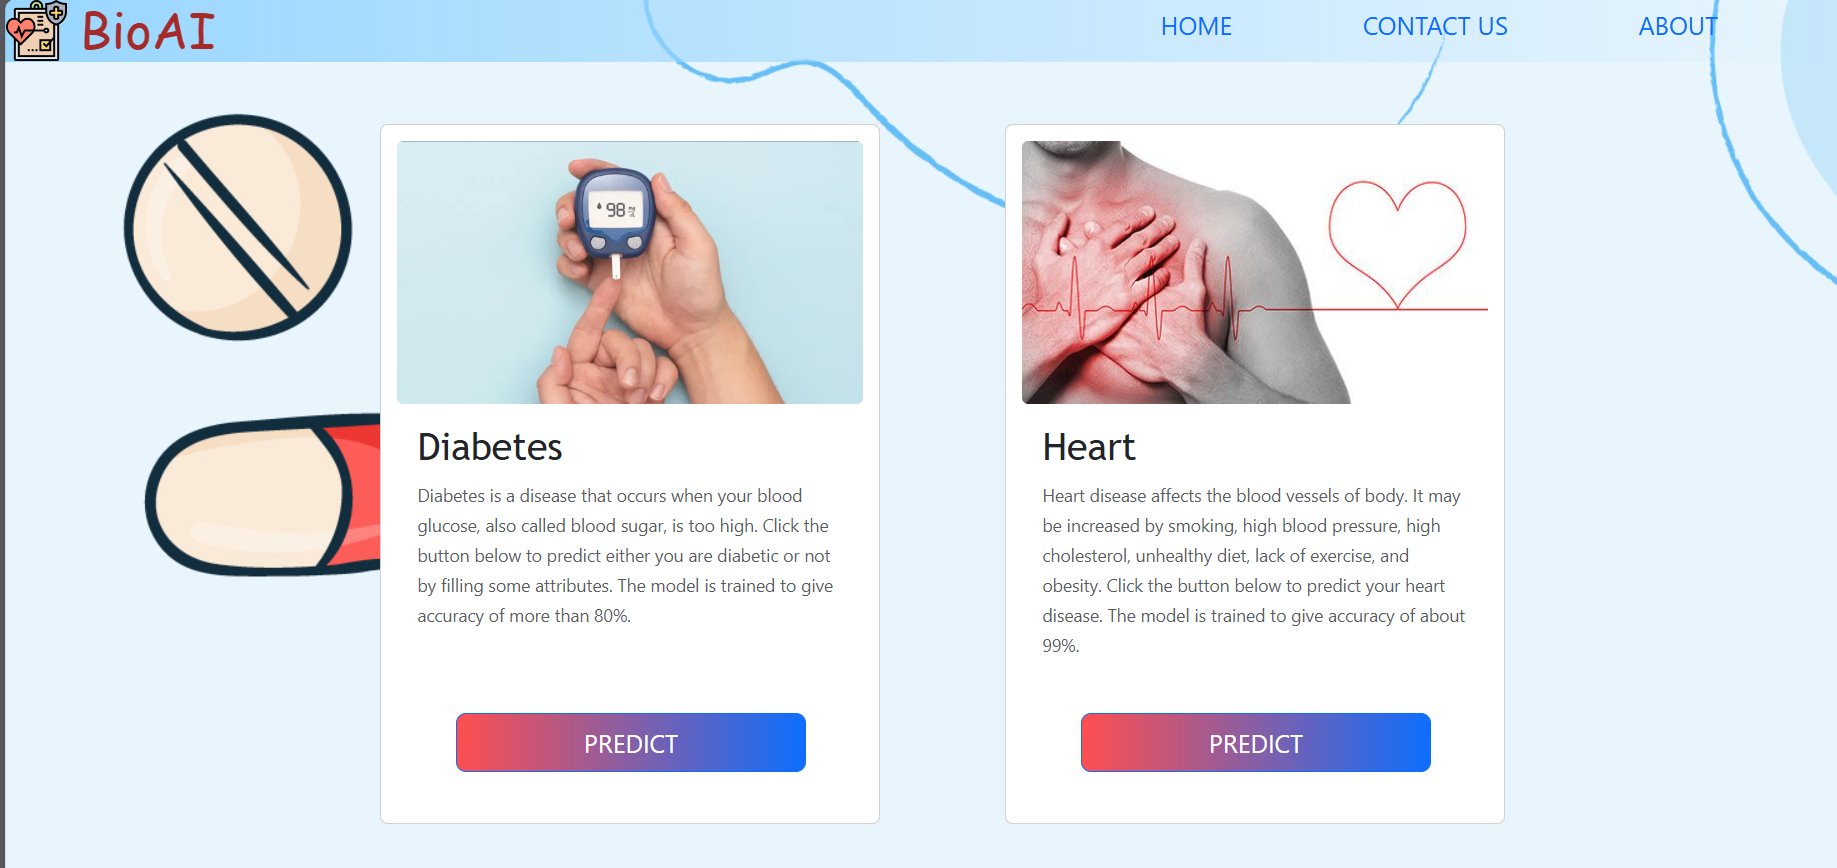 BioAI
HOME
CONTACT US
ABOUT
98
Diabetes
Diabetes is a disease that occurs when your blood
glucose, also called blood sugar, is too high. Click the
button below to predict either you are diabetic or not
by filling some attributes. The model is trained to give
accuracy of more than 80%.
PREDICT
Heart
Heart disease affects the blood vessels of body. It may
be increased by smoking, high blood pressure, high
cholesterol, unhealthy diet, lack of exercise, and
obesity. Click the button below to predict your heart
disease. The model is trained to give accuracy of about
99%.
PREDICT